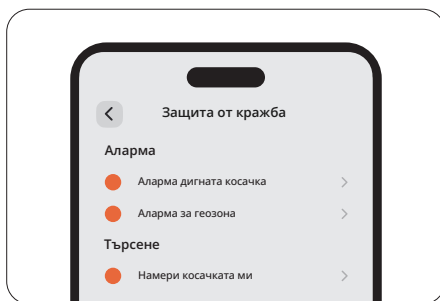 Защита от кражба
Аларма
Аларма дигната косачка
Аларма за геозона
Търсене
Намери косачката ми